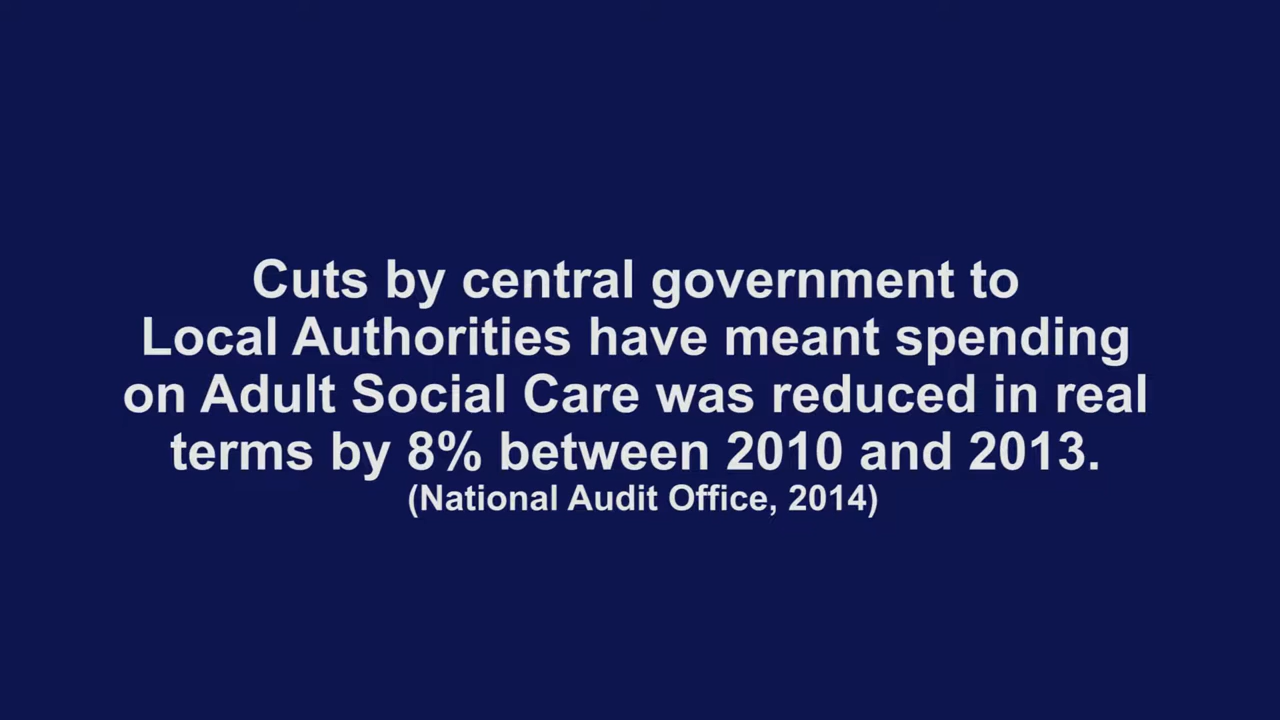 Cuts by central government to
Local Authorities have meant spending
on Adult Social Care was reduced in real
terms by 8% between 2010 and 2013.
(National Audit Office, 2014)